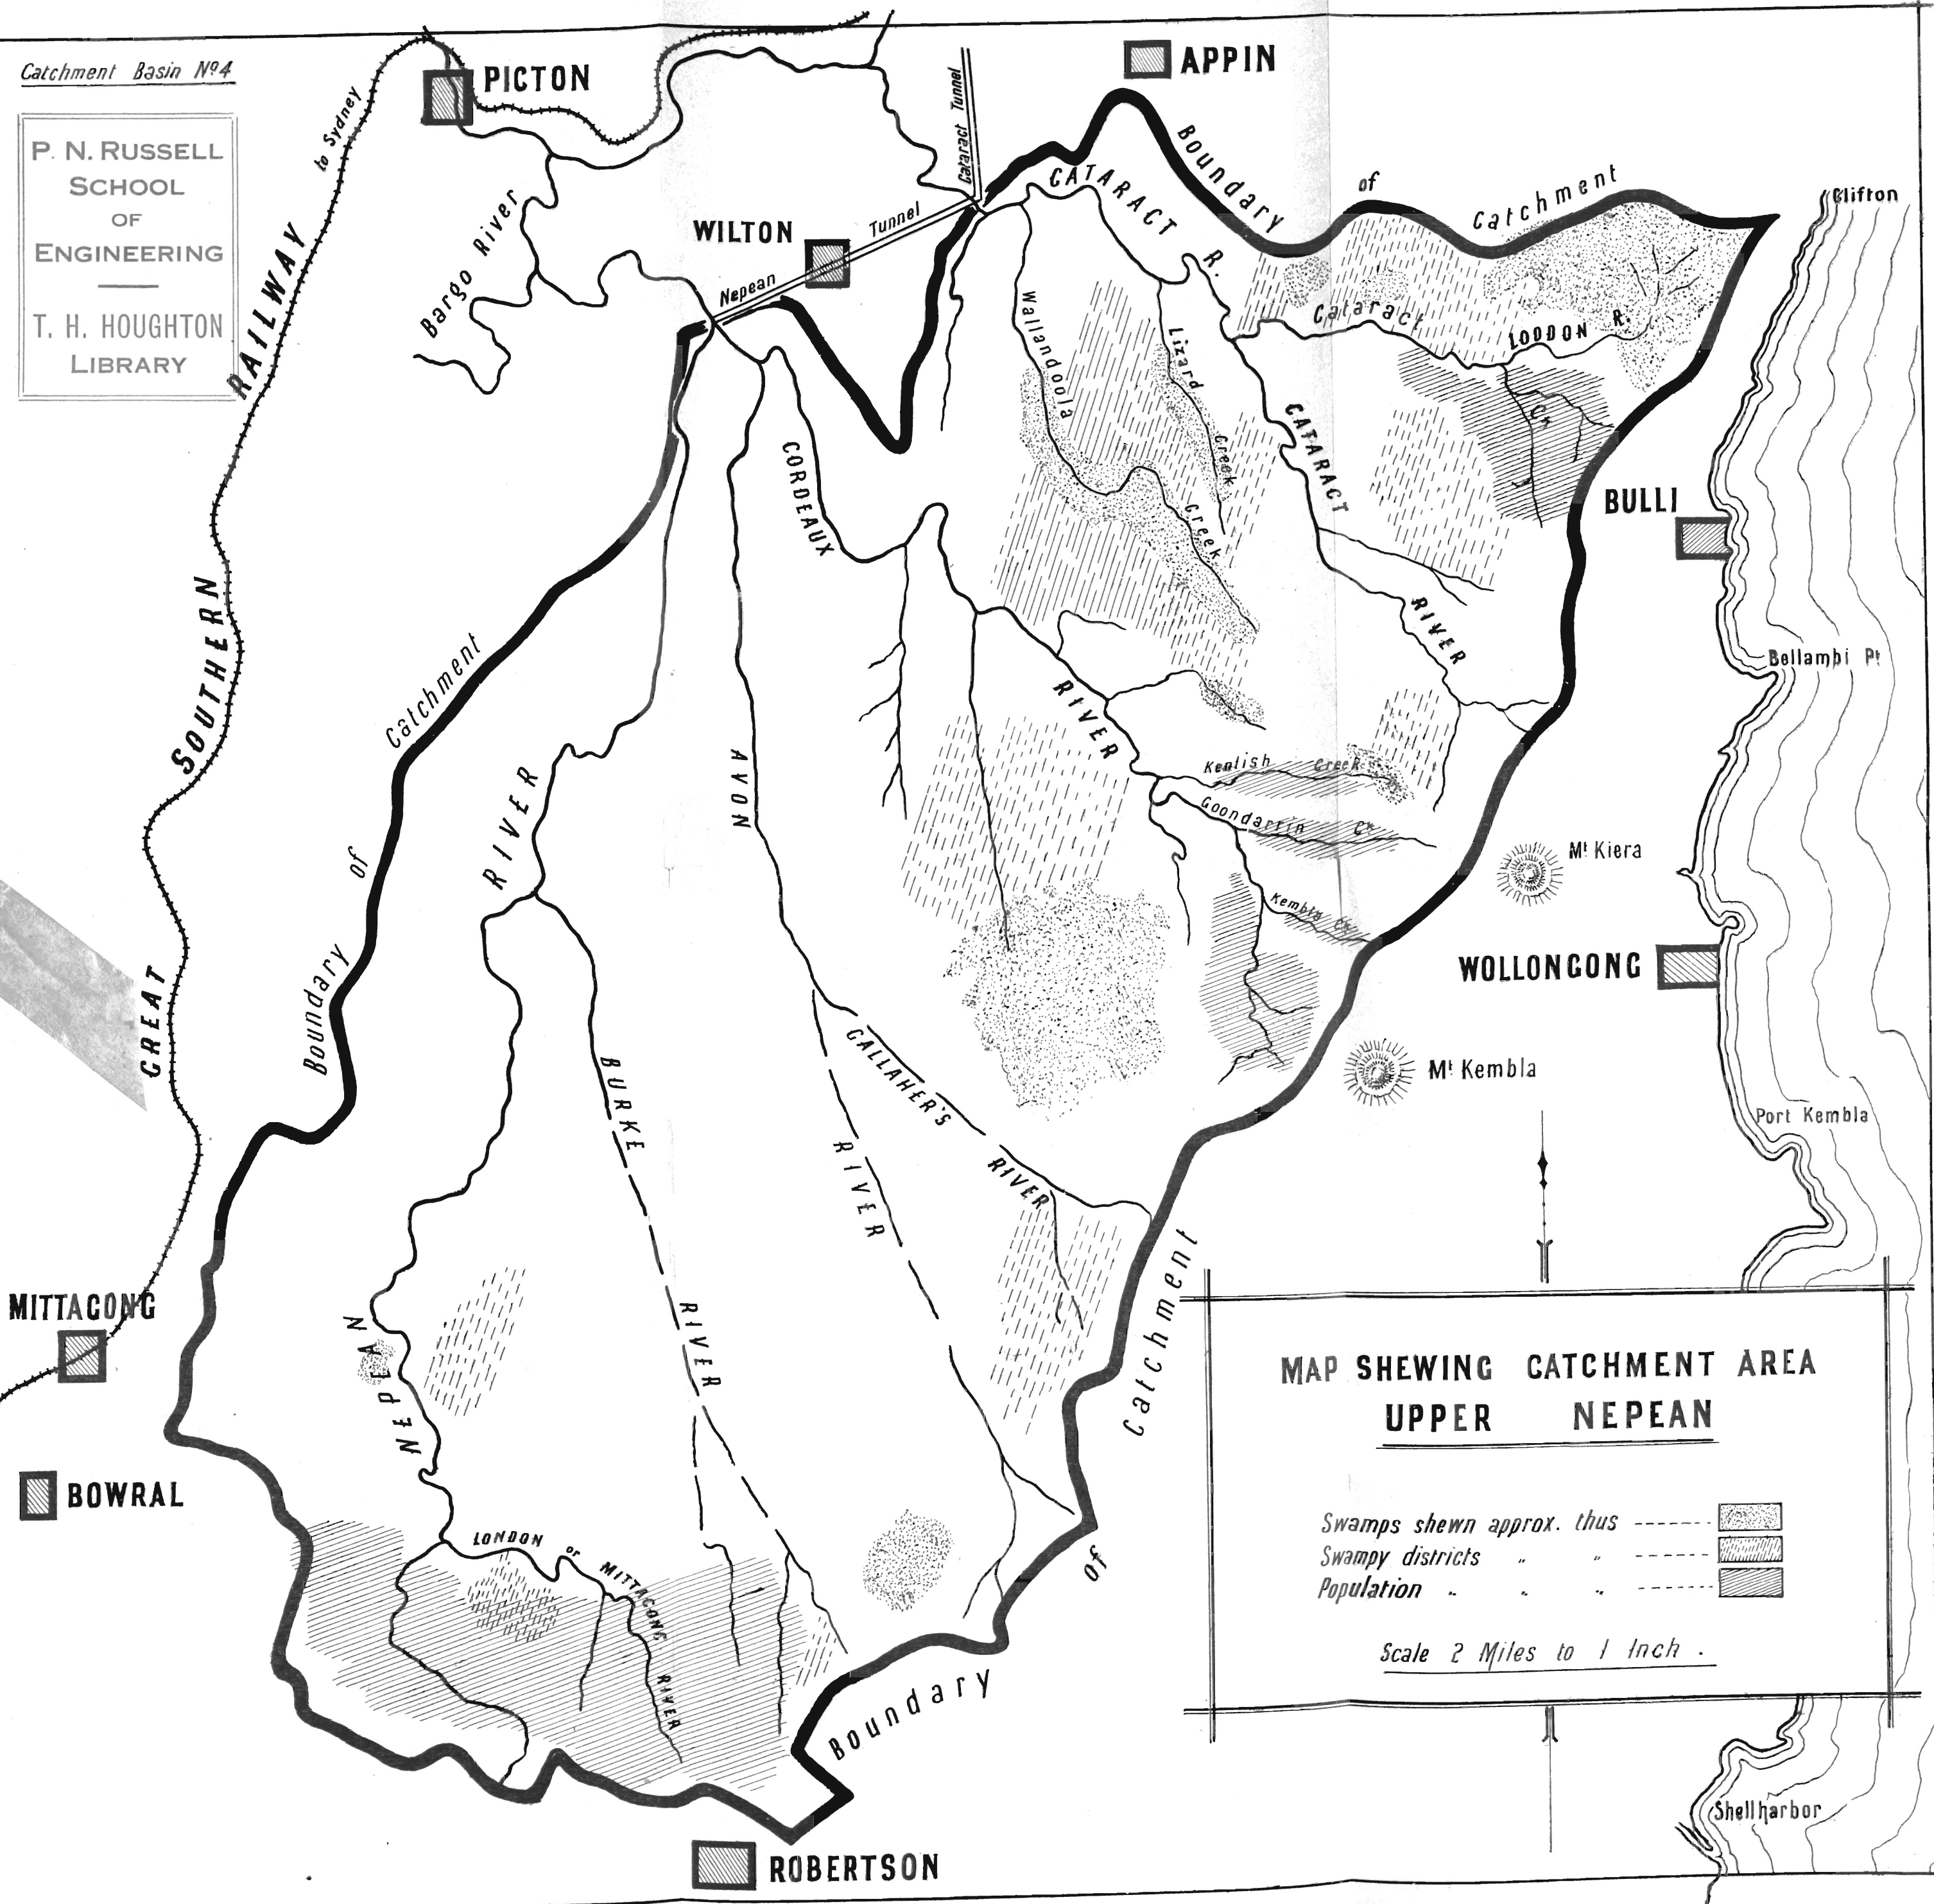 Catchment Basin Nº4
P. N. RUSSELL
SCHOOL
OF
ENGINEERING
T. H. HOUGHTON
LIBRARY
PICTON
APPIN
to Sydney
Cataract Tunnel
Boundary of Catchment
Clifton
CATARACT R.
Bargo River
WILTON
Tunnel
Nepean
Cataract
LODDON R.
GREAT SOUTHERN RAILWAY
Wallandoola Creek
Lizard Creek
CATARACT RIVER
Ck
BULLI
CORDEAUX RIVER
Bellambi Pt
Boundary of Catchment
AVON RIVER
NEPEAN RIVER
Kentish Creek
Goondarrin Ck
Mt Kiera
Kembla Ck
WOLLONGONG
GALLAHER'S RIVER
BURKE RIVER
Mt Kembla
Port Kembla
MITTAGONG
BOWRAL
LONDON or MITTAGONG RIVER
Boundary of Catchment
MAP SHEWING CATCHMENT AREA
UPPER NEPEAN
Swamps shewn approx. thus
Swampy districts " "
Population " " "
Scale 2 Miles to 1 Inch.
Shellharbor
ROBERTSON